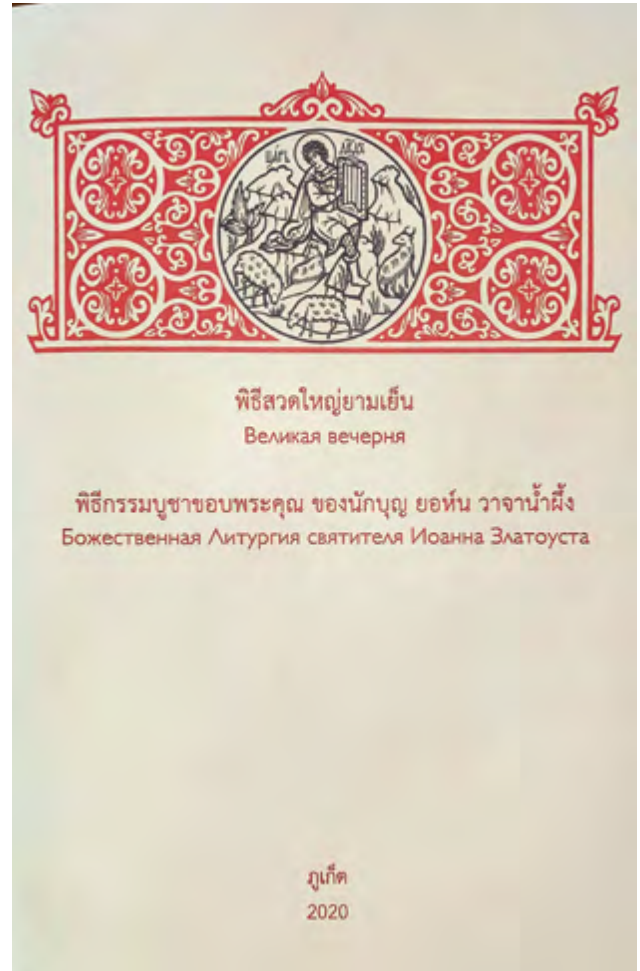 ЦАРЬ ДАВИД
พิธีสวดใหญ่ยามเย็น
Великая вечерня
พิธีกรรมบูชาขอบพระคุณ ของนักบุญ ยอห์น วาจาน้ำผึ้ง
Божественная Литургия святителя Иоанна Златоуста
ภูเก็ต
2020